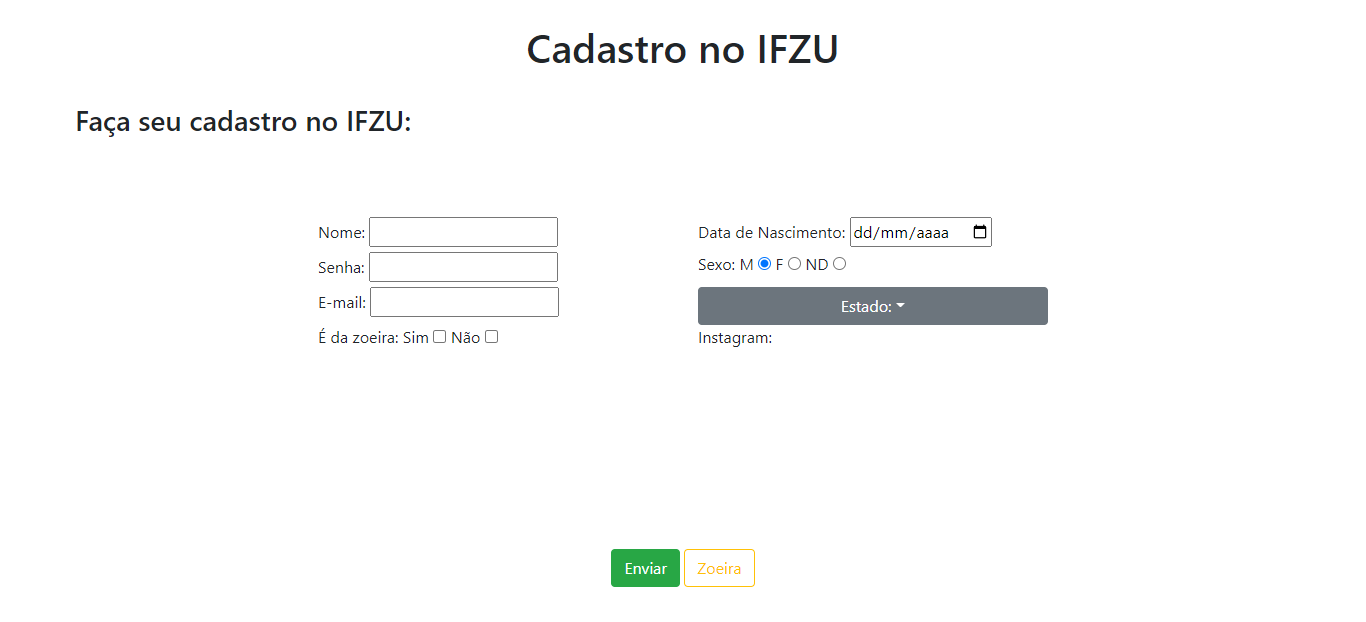 Cadastro no IFZU
Faça seu cadastro no IFZU:
Nome:
Senha:
E-mail:
É da zoeira: Sim Não
Data de Nascimento: dd/mm/aaaa
Sexo: M F ND
Estado:
Instagram:
Enviar Zoeira